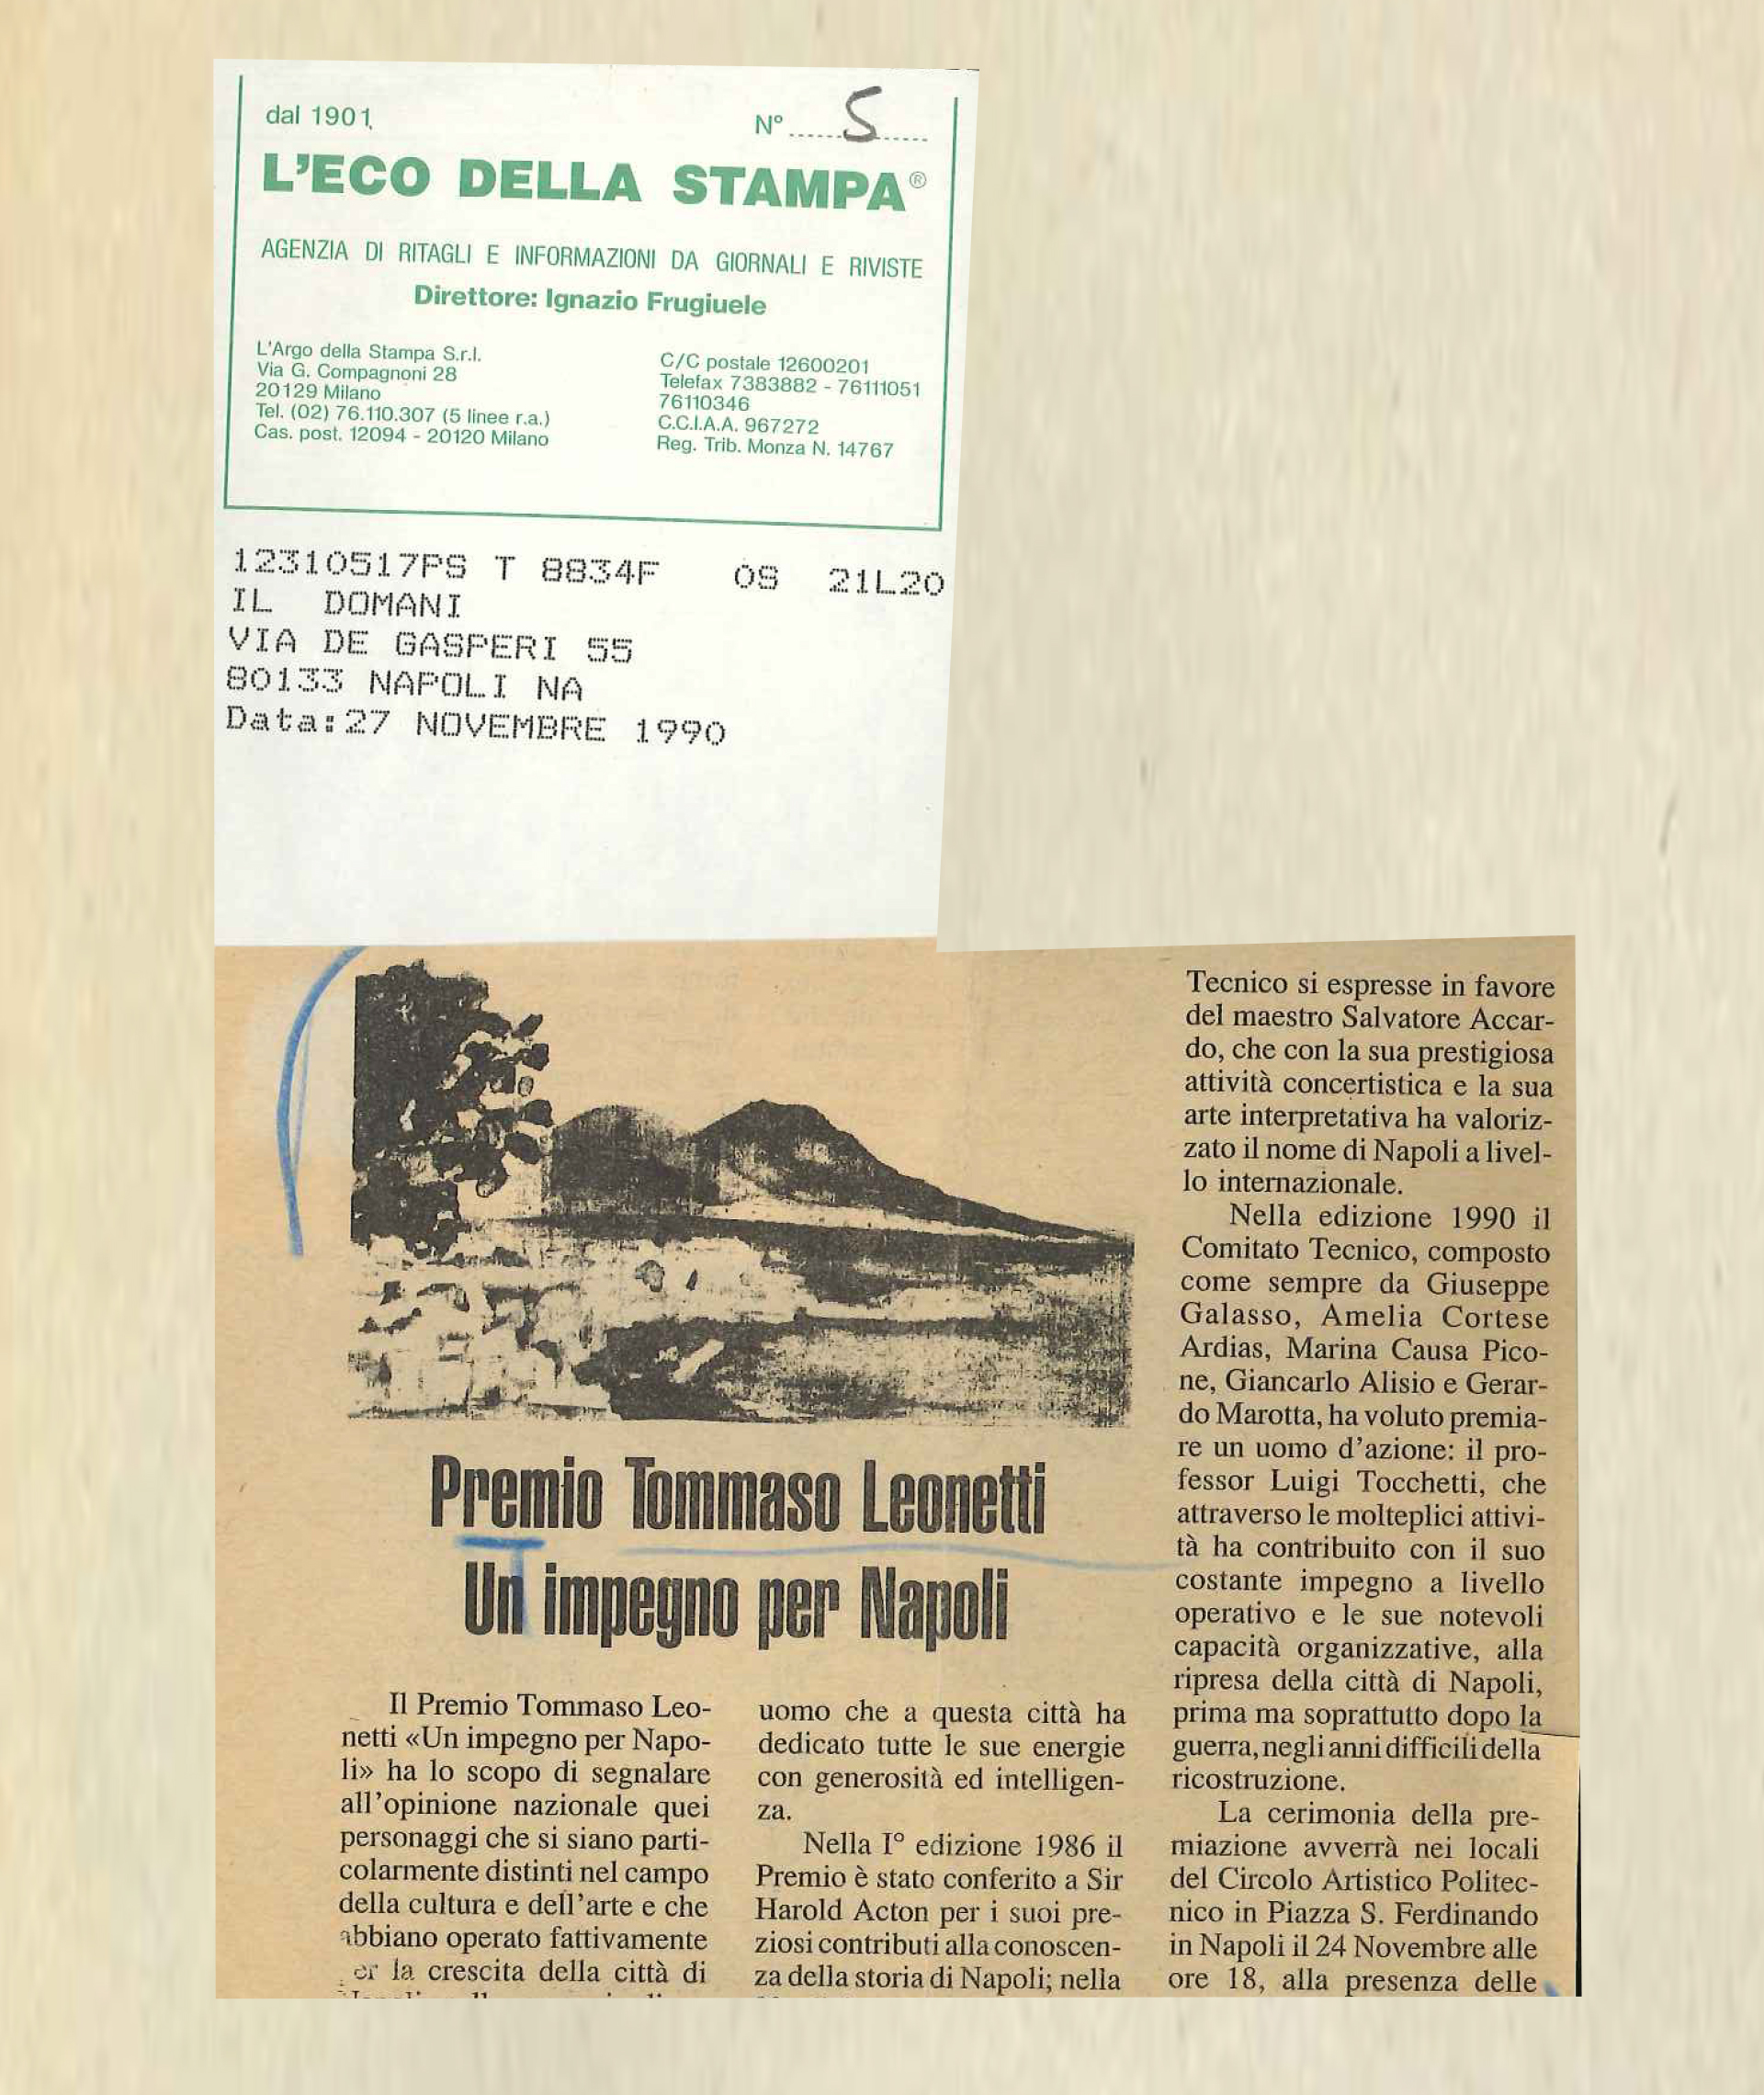 dal 1901
N° 5
L'ECO DELLA STAMPA®
AGENZIA DI RITAGLI E INFORMAZIONI DA GIORNALI E RIVISTE
Direttore: Ignazio Frugiuele
L'Argo della Stampa S.r.l.
Via G. Compagnoni 28
20129 Milano
Tel. (02) 76.110.307 (5 linee r.a.)
Cas. post. 12094 - 20120 Milano
C/C postale 12600201
Telefax 7383882 - 76111051
76110346
C.C.I.A.A. 967272
Reg. Trib. Monza N. 14767
12310517PS T 8834F 0S 21L20
IL DOMANI
VIA DE GASPERI 55
80133 NAPOLI NA
Data:27 NOVEMBRE 1990
Premio Tommaso Leonetti
Un impegno per Napoli
Il Premio Tommaso Leo-
netti «Un impegno per Napo-
li» ha lo scopo di segnalare
all'opinione nazionale quei
personaggi che si siano parti-
colarmente distinti nel campo
della cultura e dell'arte e che
abbiano operato fattivamente
er la crescita della città di
uomo che a questa città ha
dedicato tutte le sue energie
con generosità ed intelligen-
za.
Nella I° edizione 1986 il
Premio è stato conferito a Sir
Harold Acton per i suoi pre-
ziosi contributi alla conoscen-
za della storia di Napoli; nella
Tecnico si espresse in favore
del maestro Salvatore Accar-
do, che con la sua prestigiosa
attività concertistica e la sua
arte interpretativa ha valoriz-
zato il nome di Napoli a livel-
lo internazionale.
Nella edizione 1990 il
Comitato Tecnico, composto
come sempre da Giuseppe
Galasso, Amelia Cortese
Ardias, Marina Causa Pico-
ne, Giancarlo Alisio e Gerar-
do Marotta, ha voluto premia-
re un uomo d'azione: il pro-
fessor Luigi Tocchetti, che
attraverso le molteplici attivi-
tà ha contribuito con il suo
costante impegno a livello
operativo e le sue notevoli
capacità organizzative, alla
ripresa della città di Napoli,
prima ma soprattutto dopo la
guerra, negli anni difficili della
ricostruzione.
La cerimonia della pre-
miazione avverrà nei locali
del Circolo Artistico Politec-
nico in Piazza S. Ferdinando
in Napoli il 24 Novembre alle
ore 18, alla presenza delle